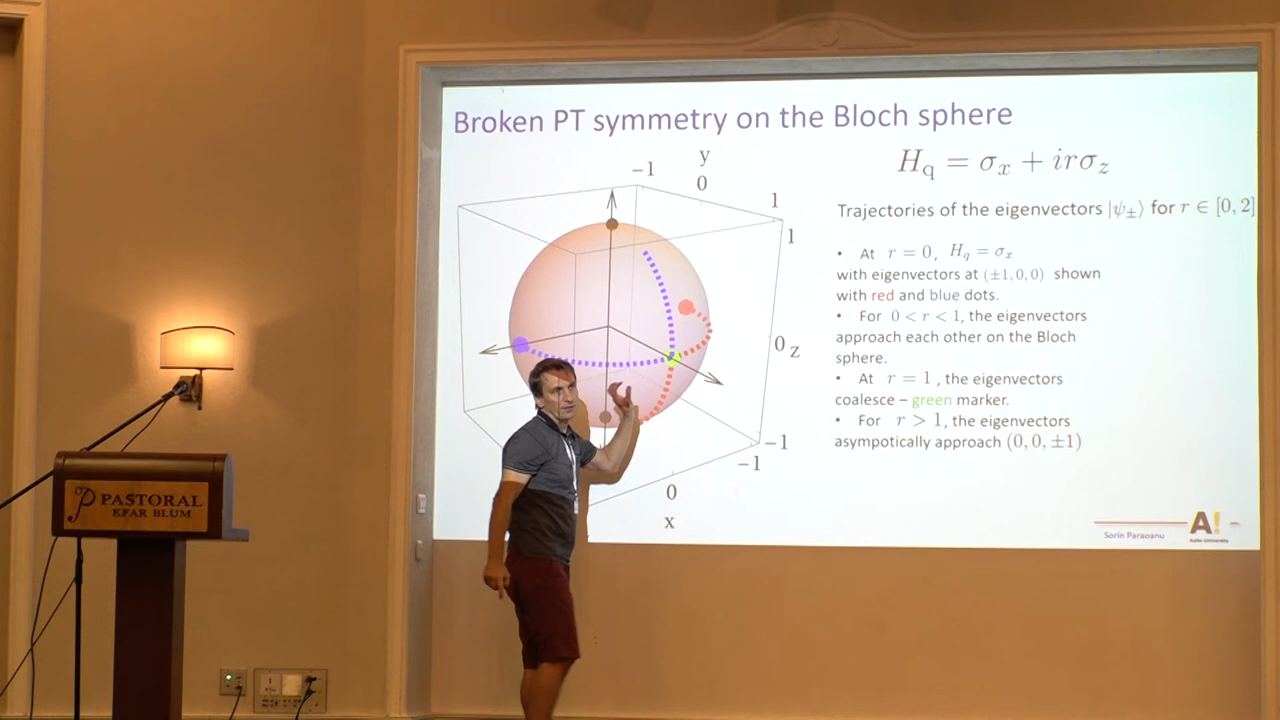 Broken PT symmetry on the Bloch sphere
H_q = σ_x + irσ_z
Trajectories of the eigenvectors |ψ_±⟩ for r ∈ [0, 2]
• At r = 0, H_q = σ_x
with eigenvectors at (±1, 0, 0) shown
with red and blue dots.
• For 0 < r < 1, the eigenvectors
approach each other on the Bloch
sphere.
• At r = 1, the eigenvectors
coalesce – green marker.
• For r > 1, the eigenvectors
asympotically approach (0, 0, ±1)
y
−1
0
1
1
0 z
−1
−1
0
x
Sorin Paraoanu
A!
Aalto University
PASTORAL
KFAR BLUM